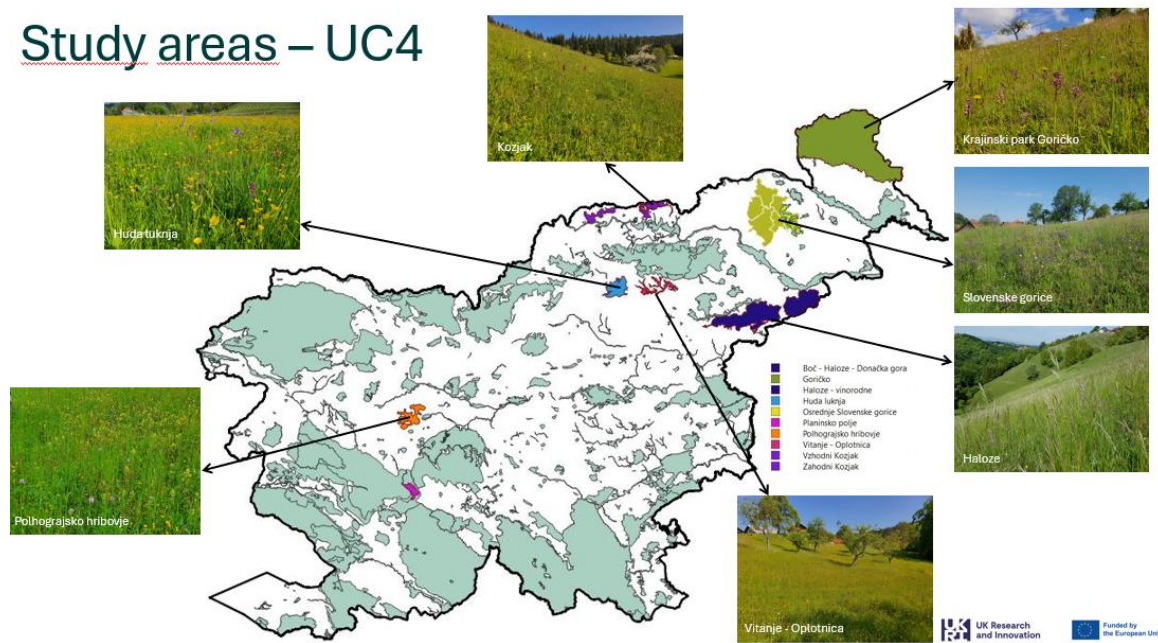 Study areas – UC4
Kozjak
Krajinski park Goričko
Huda luknja
Slovenske gorice
Haloze
Polhograjsko hribovje
Vitanje - Oplotnica
Boč - Haloze - Donačka gora
Goričko
Haloze - vinorodne
Huda luknja
Osrednje Slovenske gorice
Planinsko polje
Polhograjsko hribovje
Vitanje - Oplotnica
Vzhodni Kozjak
Zahodni Kozjak
UKRI
UK Research
and Innovation
Funded by
the European Uni